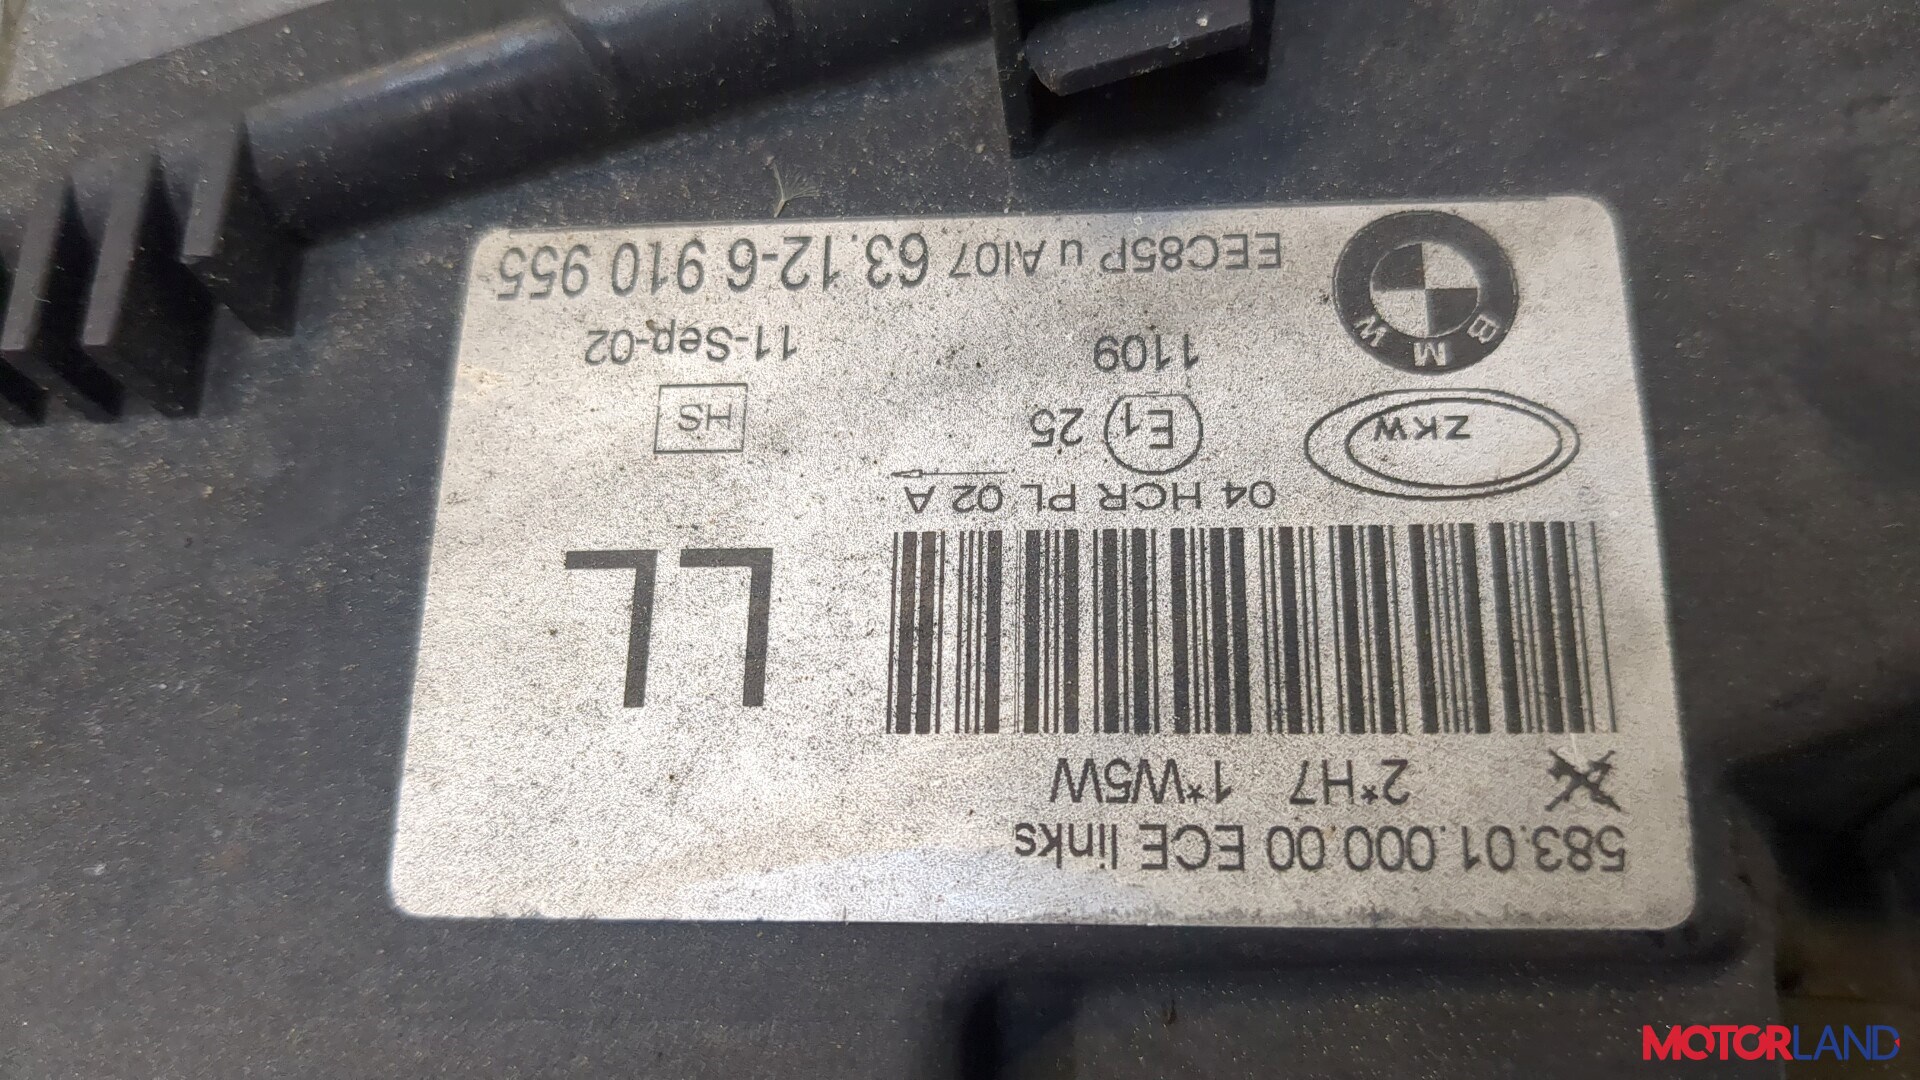 583.01.000.00 ECE links
2*H7 1*W5W
LL
04 HCR PL 02 A
ZKW
E1 25
HS
BMW
1109
11-Sep-02
EEC85P u AI07 63.12-6 910 955
MOTORLAND